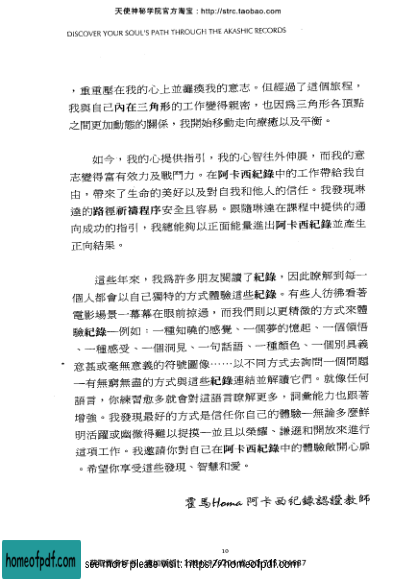 天使神秘学院官方淘宝：http://strc.taobao.com
DISCOVER YOUR SOUL'S PATH THROUGH THE AKASHIC RECORDS
，重重壓在我的心上並癱瘓我的意志。但經過了這個旅程，
我與自己內在三角形的工作變得親密，也因為三角形各頂點
之間更加動態的關係，我開始移動走向療癒以及平衡。
如今，我的心提供指引，我的心智往外伸展，而我的意
志變得富有效力及戰鬥力。在阿卡西紀錄中的工作帶給我自
由，帶來了生命的美好以及對自我和他人的信任。我發現琳
達的路徑祈禱程序安全且容易。跟隨琳達在課程中提供的通
向成功的指引，我總能夠以正面能量進出阿卡西紀錄並產生
正向結果。
這些年來，我為許多朋友閱讀了紀錄，因此瞭解到每一
個人都會以自己獨特的方式體驗這些紀錄。有些人彷彿看著
電影場景一幕幕在眼前掠過，而我們則以更精微的方式來體
驗紀錄—例如：一種知曉的感覺、一個夢的憶起、一個領悟
、一種感受、一個洞見、一句話語、一種顏色、一個別具義
意甚或毫無意義的符號圖像……以不同方式去詢問一個問題
—有無窮無盡的方式與這些紀錄連結並解讀它們。就像任何
語言，你練習愈多就會對這語言瞭解更多，詞彙能力也跟著
增強。我發現最好的方式是信任你自己的體驗—無論多麼鮮
明活躍或幽微得難以捉摸—並且以榮耀、謙遜和開放來進行
這項工作。我邀請你對自己在阿卡西紀錄中的體驗敞開心扉
。希望你享受這些發現、智慧和愛。
霍馬Homa 阿卡西紀錄認證教師
10
homeofpdf.com
see more please visit: https://homeofpdf.com